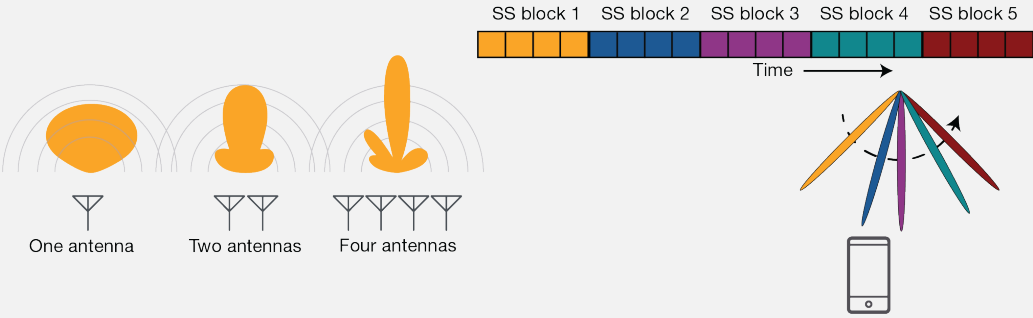 SS block 1 SS block 2 SS block 3 SS block 4 SS block 5
Time
One antenna Two antennas Four antennas